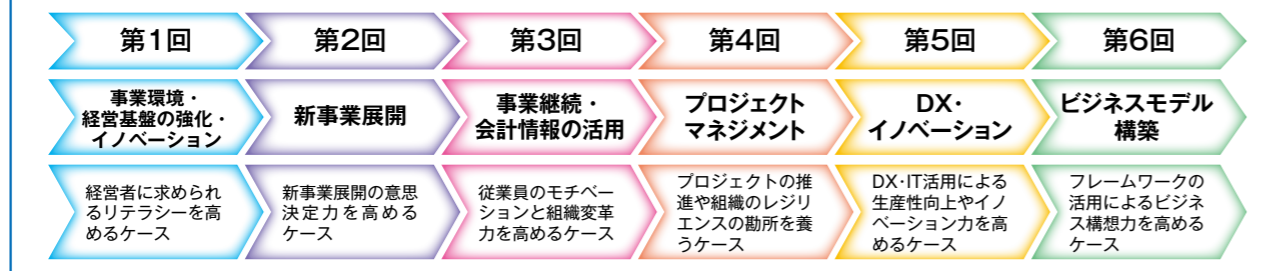 第1回
第2回
第3回
第4回
第5回
第6回
事業環境・
経営基盤の強化・
イノベーション
新事業展開
事業継続・
会計情報の活用
プロジェクト
マネジメント
DX・
イノベーション
ビジネスモデル
構築
経営者に求められ
るリテラシーを高
めるケース
新事業展開の意思
決定力を高める
ケース
従業員のモチベー
ションと組織変革
力を高めるケース
プロジェクトの推
進や組織のレジリ
エンスの勘所を養
うケース
DX・IT活用による
生産性向上やイノ
ベーション力を高
めるケース
フレームワークの
活用によるビジネ
ス構想力を高める
ケース